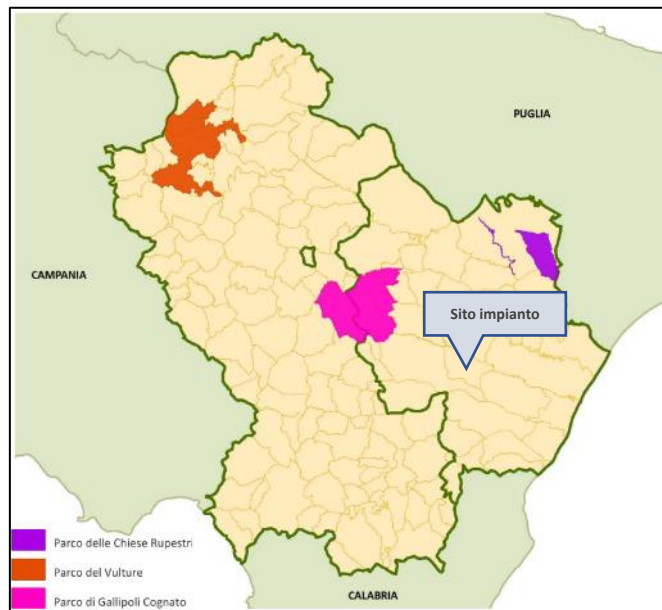 PUGLIA
CAMPANIA
Sito impianto
Parco delle Chiese Rupestri
Parco del Vulture
Parco di Gallipoli Cognato
CALABRIA